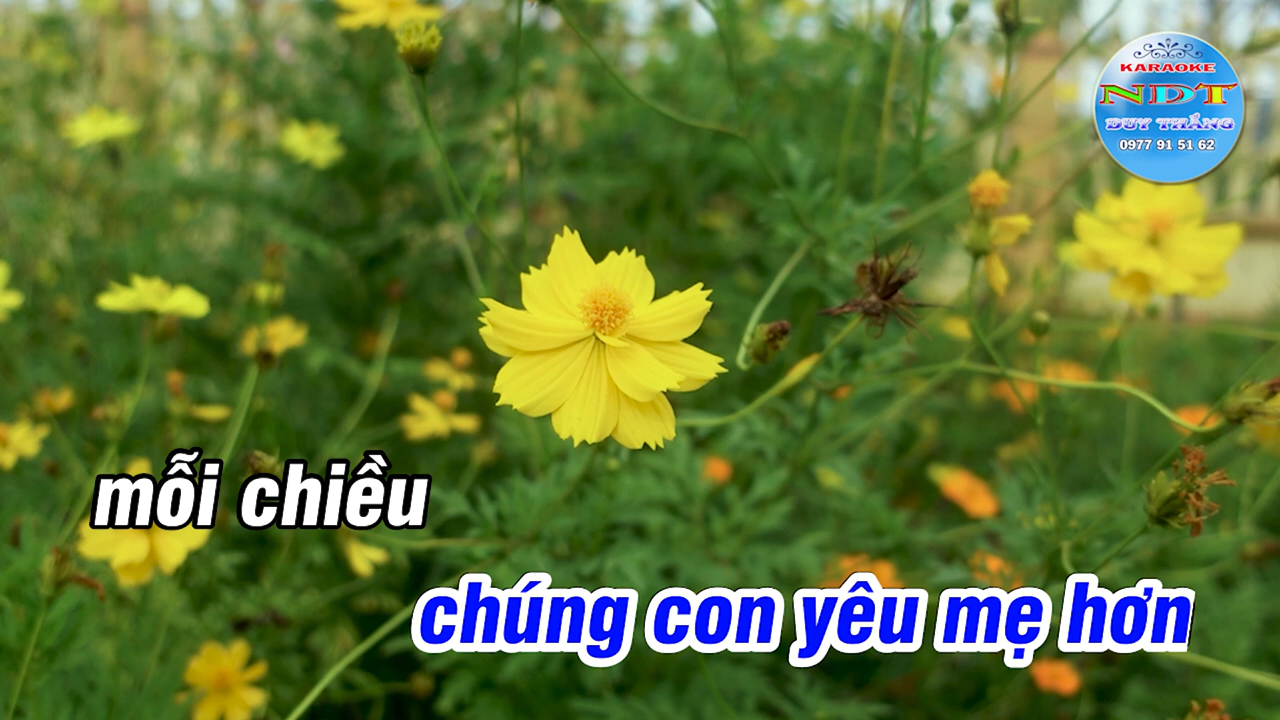 KARAOKE
NDT
DUY THẮNG
0977 91 51 62
mỗi chiều
chúng con yêu mẹ hơn